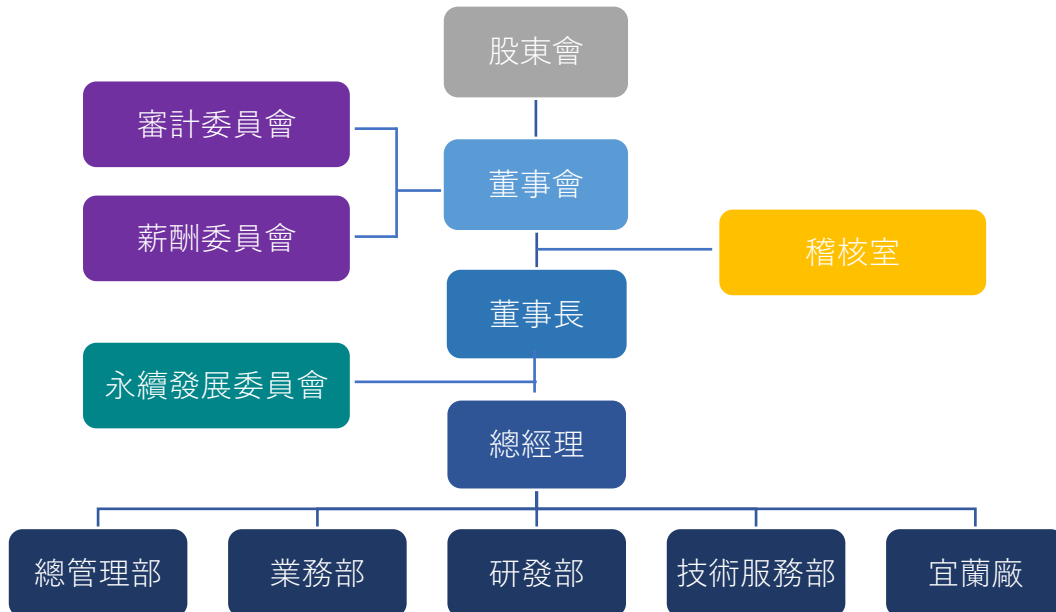 股東會
審計委員會
董事會
薪酬委員會
稽核室
董事長
永續發展委員會
總經理
總管理部
業務部
研發部
技術服務部
宜蘭廠